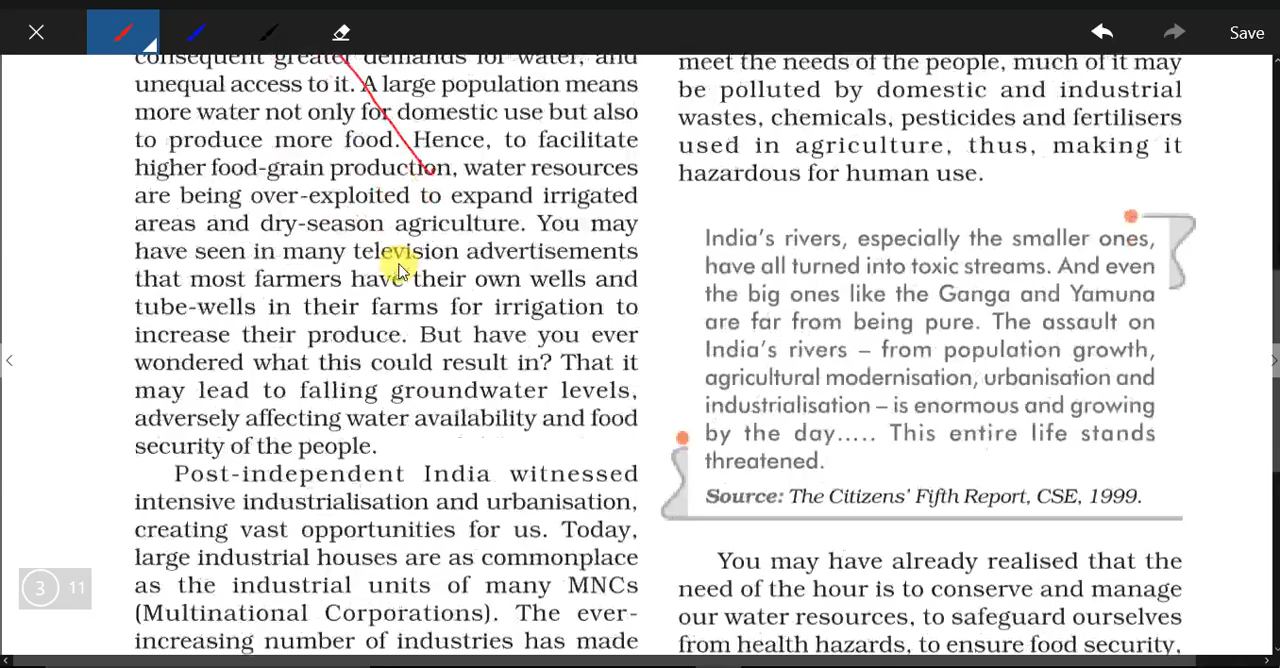 Save
consequent greater demands for water, and
unequal access to it. A large population means
more water not only for domestic use but also
to produce more food. Hence, to facilitate
higher food-grain production, water resources
are being over-exploited to expand irrigated
areas and dry-season agriculture. You may
have seen in many television advertisements
that most farmers have their own wells and
tube-wells in their farms for irrigation to
increase their produce. But have you ever
wondered what this could result in? That it
may lead to falling groundwater levels,
adversely affecting water availability and food
security of the people.
Post-independent India witnessed
intensive industrialisation and urbanisation,
creating vast opportunities for us. Today,
large industrial houses are as commonplace
as the industrial units of many MNCs
(Multinational Corporations). The ever-
increasing number of industries has made
3 11
meet the needs of the people, much of it may
be polluted by domestic and industrial
wastes, chemicals, pesticides and fertilisers
used in agriculture, thus, making it
hazardous for human use.
India's rivers, especially the smaller ones,
have all turned into toxic streams. And even
the big ones like the Ganga and Yamuna
are far from being pure. The assault on
India's rivers – from population growth,
agricultural modernisation, urbanisation and
industrialisation – is enormous and growing
by the day..... This entire life stands
threatened.
Source: The Citizens' Fifth Report, CSE, 1999.
You may have already realised that the
need of the hour is to conserve and manage
our water resources, to safeguard ourselves
from health hazards, to ensure food security,